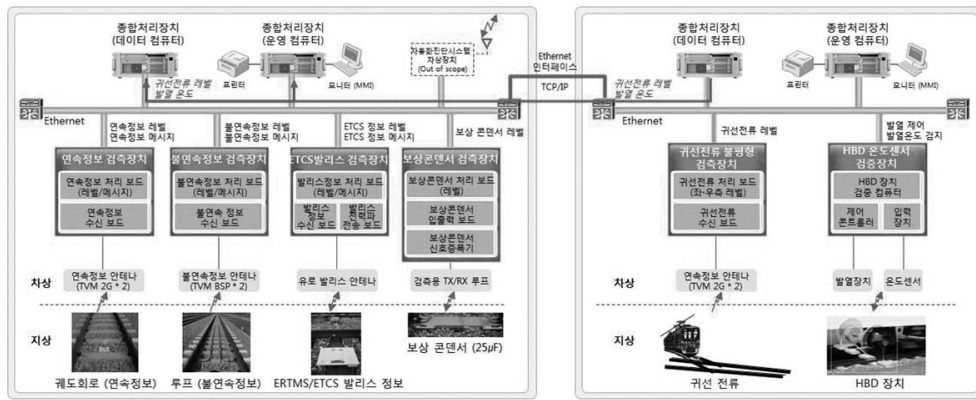 종합처리장치
(데이터 컴퓨터)
종합처리장치
(운영 컴퓨터)
자동화진단시스템
차상장치
(Out of scope)
프린터
모니터 (MMI)
귀선전류 레벨
발열 온도
Ethernet
Ethernet
인터페이스
TCP/IP
종합처리장치
(데이터 컴퓨터)
종합처리장치
(운영 컴퓨터)
프린터
모니터 (MMI)
귀선전류 레벨
발열 온도
Ethernet
연속정보 레벨
연속정보 메시지
불연속정보 레벨
불연속정보 메시지
ETCS 정보 레벨
ETCS 정보 메시지
보상 콘덴서 레벨
귀선전류 레벨
발열 제어
발열온도 검지
연속정보 검측장치
연속정보 처리 보드
(레벨/메시지)
연속정보
수신 보드
불연속정보 검측장치
불연속정보 처리 보드
(레벨/메시지)
불연속 정보
수신 보드
ETCS발리스 검측장치
발리스정보 처리 보드
(레벨/메시지)
발리스
정보
수신 보드
발리스
전력파
전송 보드
보상콘덴서 검측장치
보상콘덴서 처리 보드
(레벨)
보상콘덴서
입출력 보드
보상콘덴서
신호증폭기
귀선전류 불평형
검측장치
귀선전류 처리 보드
(좌·우측 레벨)
귀선전류
수신 보드
HBD 온도센서
검증장치
HBD 장치
검증 컴퓨터
제어
콘트롤러
입력
장치
차상
연속정보 안테나
(TVM 2G * 2)
불연속정보 안테나
(TVM BSP * 2)
유로 발리스 안테나
검측용 TX/RX 루프
차상
연속정보 안테나
(TVM 2G * 2)
발열장치
온도센서
지상
궤도회로 (연속정보)
루프 (불연속정보)
ERTMS/ETCS 발리스 정보
보상 콘덴서 (25μF)
지상
귀선 전류
HBD 장치